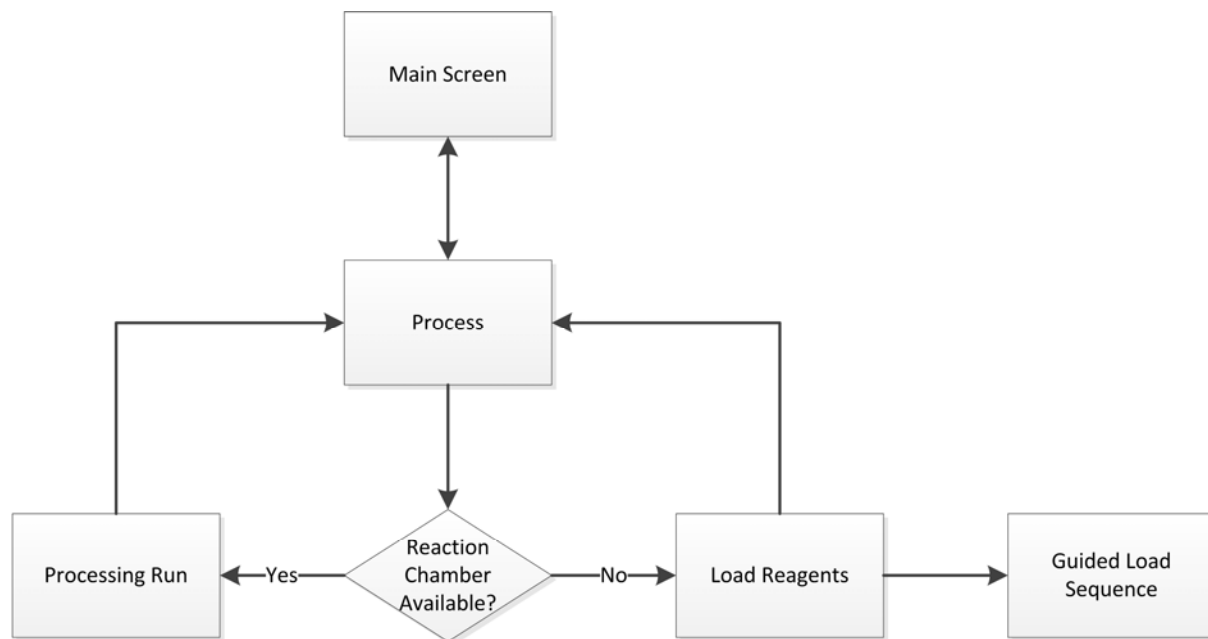 Main Screen
Process
Processing Run
Yes
Reaction
Chamber
Available?
No
Load Reagents
Guided Load
Sequence